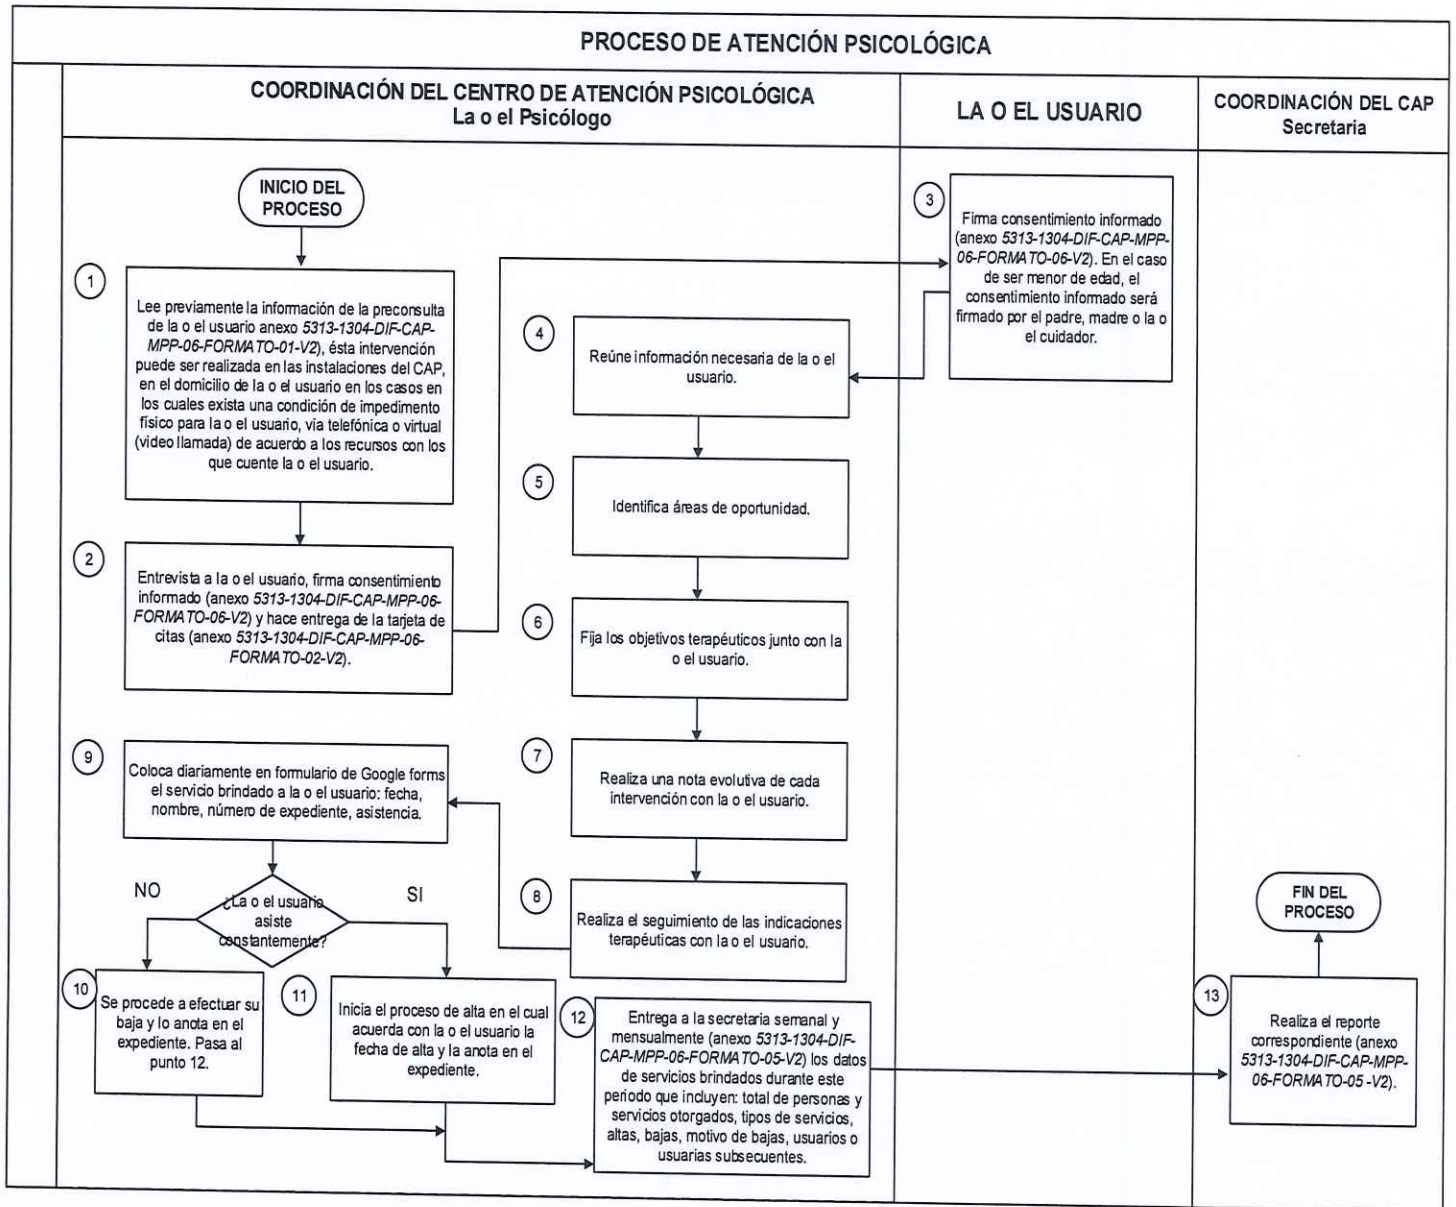 PROCESO DE ATENCIÓN PSICOLÓGICA
COORDINACIÓN DEL CENTRO DE ATENCIÓN PSICOLÓGICA
La o el Psicólogo
LA O EL USUARIO
COORDINACIÓN DEL CAP
Secretaria
INICIO DEL
PROCESO
1
Lee previamente la información de la preconsulta
de la o el usuario anexo 5313-1304-DIF-CAP-
MPP-06-FORMATO-01-V2), ésta intervención
puede ser realizada en las instalaciones del CAP,
en el domicilio de la o el usuario en los casos en
los cuales exista una condición de impedimento
físico para la o el usuario, vía telefónica o virtual
(video llamada) de acuerdo a los recursos con los
que cuente la o el usuario.
2
Entrevista a la o el usuario, firma consentimiento
informado (anexo 5313-1304-DIF-CAP-MPP-06-
FORMATO-06-V2) y hace entrega de la tarjeta de
citas (anexo 5313-1304-DIF-CAP-MPP-06-
FORMATO-02-V2).
3
Firma consentimiento informado
(anexo 5313-1304-DIF-CAP-MPP-
06-FORMATO-06-V2). En el caso
de ser menor de edad, el
consentimiento informado será
firmado por el padre, madre o la o
el cuidador.
4
Reúne información necesaria de la o el
usuario.
5
Identifica áreas de oportunidad.
6
Fija los objetivos terapéuticos junto con la
o el usuario.
7
Realiza una nota evolutiva de cada
intervención con la o el usuario.
8
Realiza el seguimiento de las indicaciones
terapéuticas con la o el usuario.
9
Coloca diariamente en formulario de Google forms
el servicio brindado a la o el usuario: fecha,
nombre, número de expediente, asistencia.
¿La o el usuario
asiste
constantemente?
NO
SI
10
Se procede a efectuar su
baja y lo anota en el
expediente. Pasa al
punto 12.
11
Inicia el proceso de alta en el cual
acuerda con la o el usuario la
fecha de alta y la anota en el
expediente.
12
Entrega a la secretaria semanal y
mensualmente (anexo 5313-1304-DIF-
CAP-MPP-06-FORMATO-05-V2) los datos
de servicios brindados durante este
periodo que incluyen: total de personas y
servicios otorgados, tipos de servicios,
altas, bajas, motivo de bajas, usuarios o
usuarias subsecuentes.
13
Realiza el reporte
correspondiente (anexo
5313-1304-DIF-CAP-MPP-
06-FORMATO-05 -V2).
FIN DEL
PROCESO